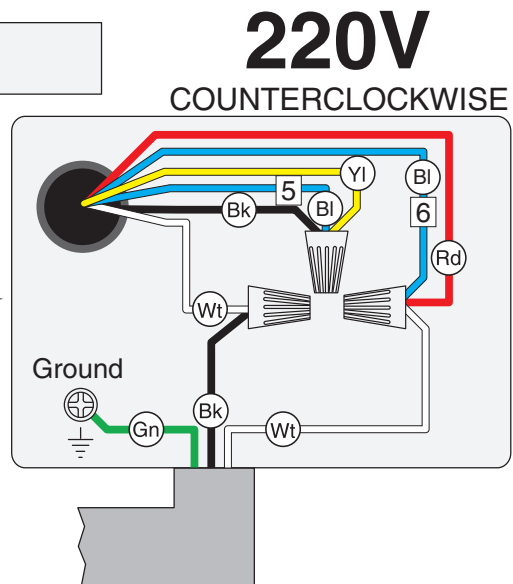 220V
COUNTERCLOCKWISE
Yl
Bl
5
Bk
Bl
6
Rd
Wt
Ground
Bk
Gn
Wt